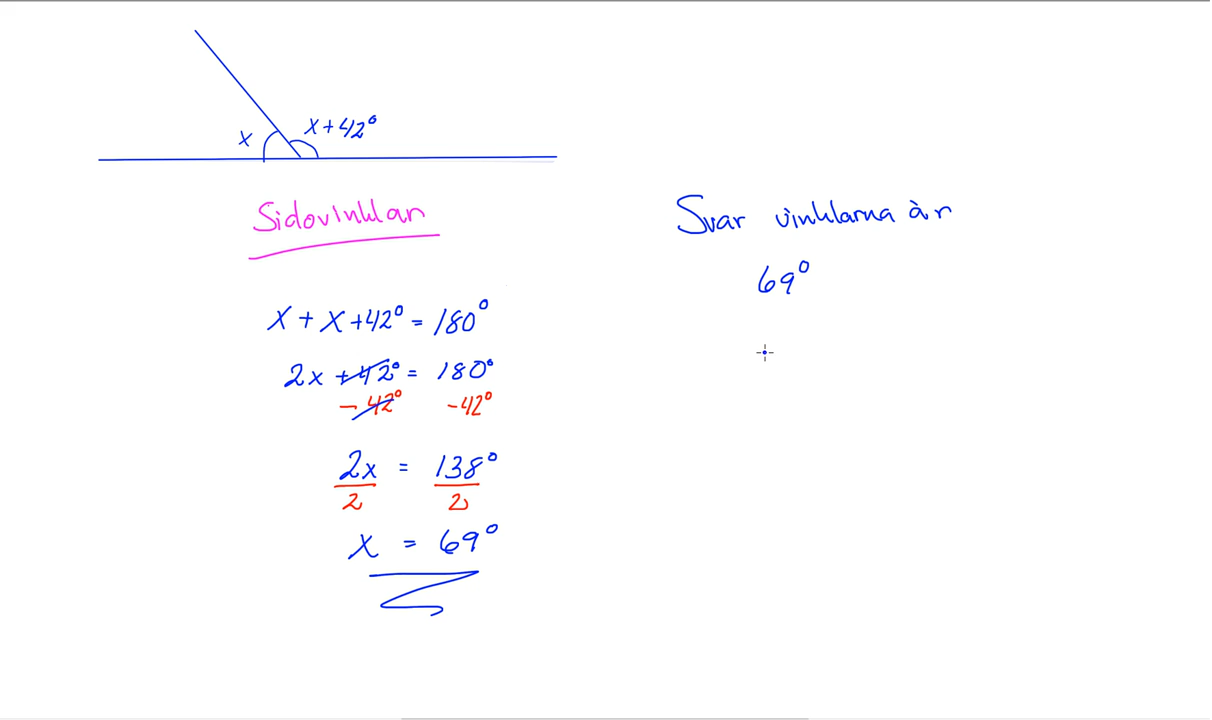 x
x+42°
Sidovinklar
x + x +42° = 180°
2x +42° = 180°
-42° -42°
2x = 138°
2 2
x = 69°
Svar vinklarna är
69°